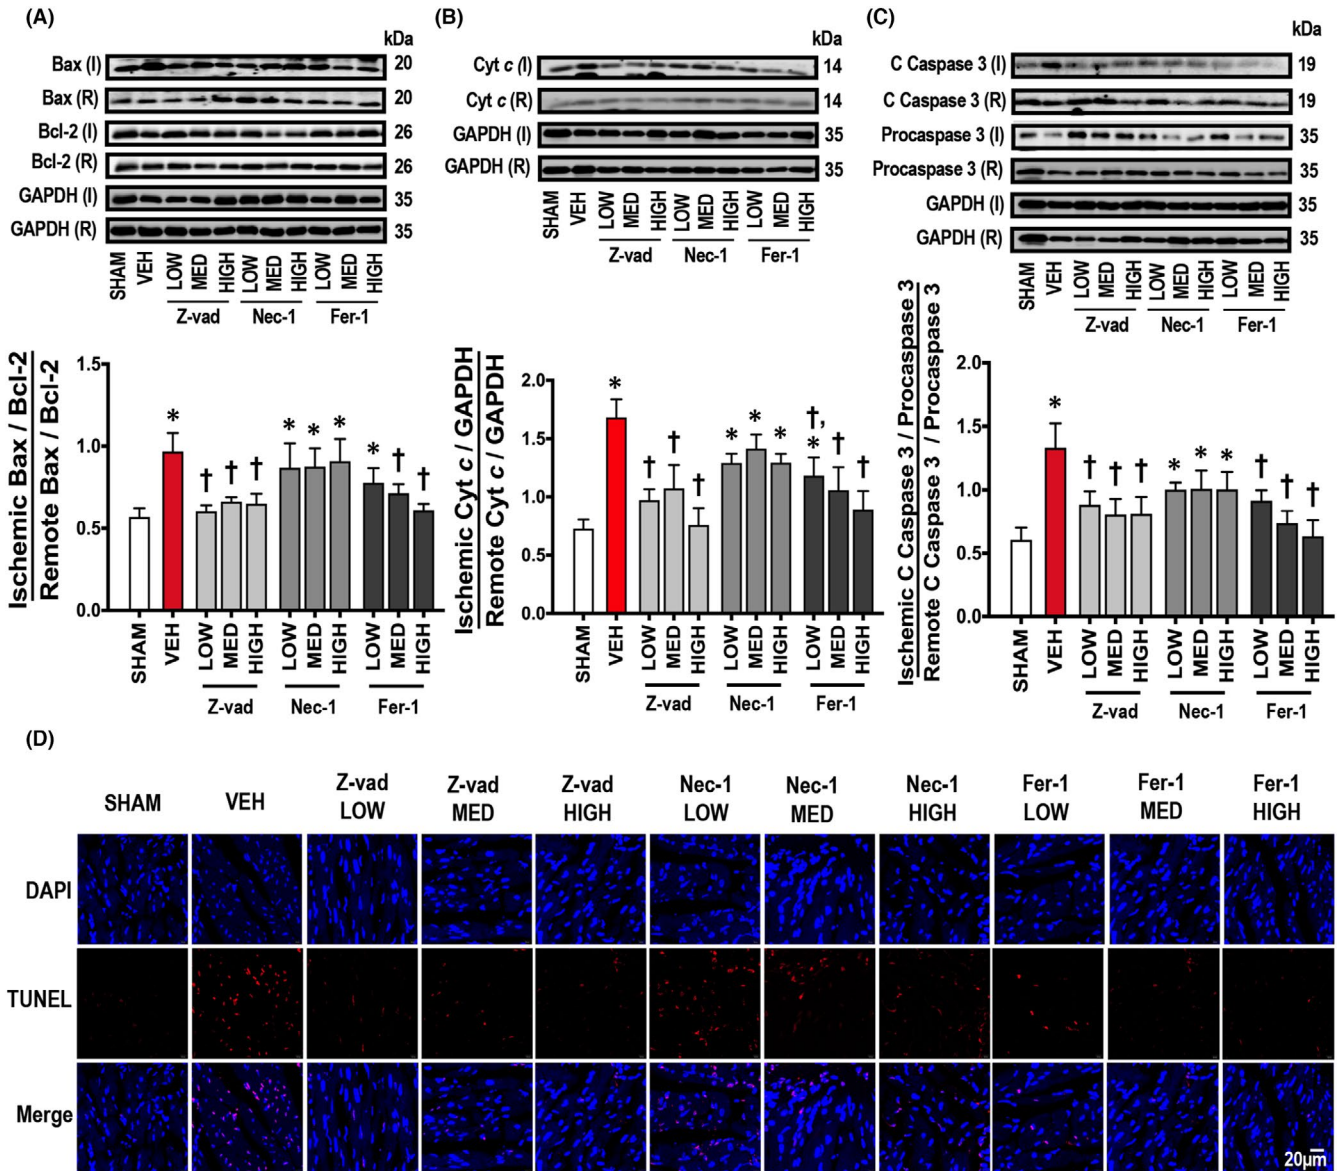 (A)
kDa
Bax (I) 20
Bax (R) 20
Bcl-2 (I) 26
Bcl-2 (R) 26
GAPDH (I) 35
GAPDH (R) 35
SHAM VEH LOW MED HIGH LOW MED HIGH LOW MED HIGH
Z-vad Nec-1 Fer-1
Ischemic Bax / Bcl-2
Remote Bax / Bcl-2
1.5
1.0
0.5
0.0
* † † † * * * * † †
SHAM VEH LOW MED HIGH LOW MED HIGH LOW MED HIGH
Z-vad Nec-1 Fer-1
(B)
kDa
Cyt c (I) 14
Cyt c (R) 14
GAPDH (I) 35
GAPDH (R) 35
SHAM VEH LOW MED HIGH LOW MED HIGH LOW MED HIGH
Z-vad Nec-1 Fer-1
Ischemic Cyt c / GAPDH
Remote Cyt c / GAPDH
2.0
1.5
1.0
0.5
0.0
* † † † * * * †, * † †
SHAM VEH LOW MED HIGH LOW MED HIGH LOW MED HIGH
Z-vad Nec-1 Fer-1
(C)
kDa
C Caspase 3 (I) 19
C Caspase 3 (R) 19
Procaspase 3 (I) 35
Procaspase 3 (R) 35
GAPDH (I) 35
GAPDH (R) 35
SHAM VEH LOW MED HIGH LOW MED HIGH LOW MED HIGH
Z-vad Nec-1 Fer-1
Ischemic C Caspase 3 / Procaspase 3
Remote C Caspase 3 / Procaspase 3
2.0
1.5
1.0
0.5
0.0
* † † † * * * † † †
SHAM VEH LOW MED HIGH LOW MED HIGH LOW MED HIGH
Z-vad Nec-1 Fer-1
(D)
SHAM
VEH
Z-vad
LOW
Z-vad
MED
Z-vad
HIGH
Nec-1
LOW
Nec-1
MED
Nec-1
HIGH
Fer-1
LOW
Fer-1
MED
Fer-1
HIGH
DAPI
TUNEL
Merge
20µm